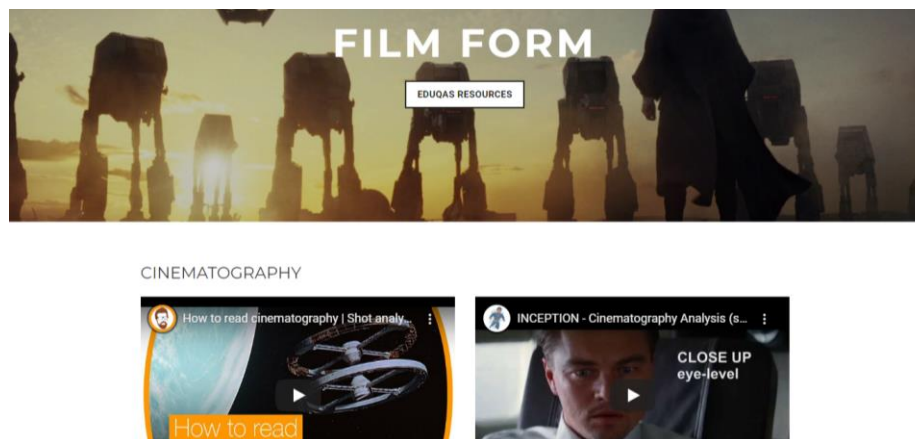 FILM FORM
EDUQAS RESOURCES
CINEMATOGRAPHY
How to read cinematography | Shot analy...
INCEPTION - Cinematography Analysis (s...
CLOSE UP
eye-level
How to read